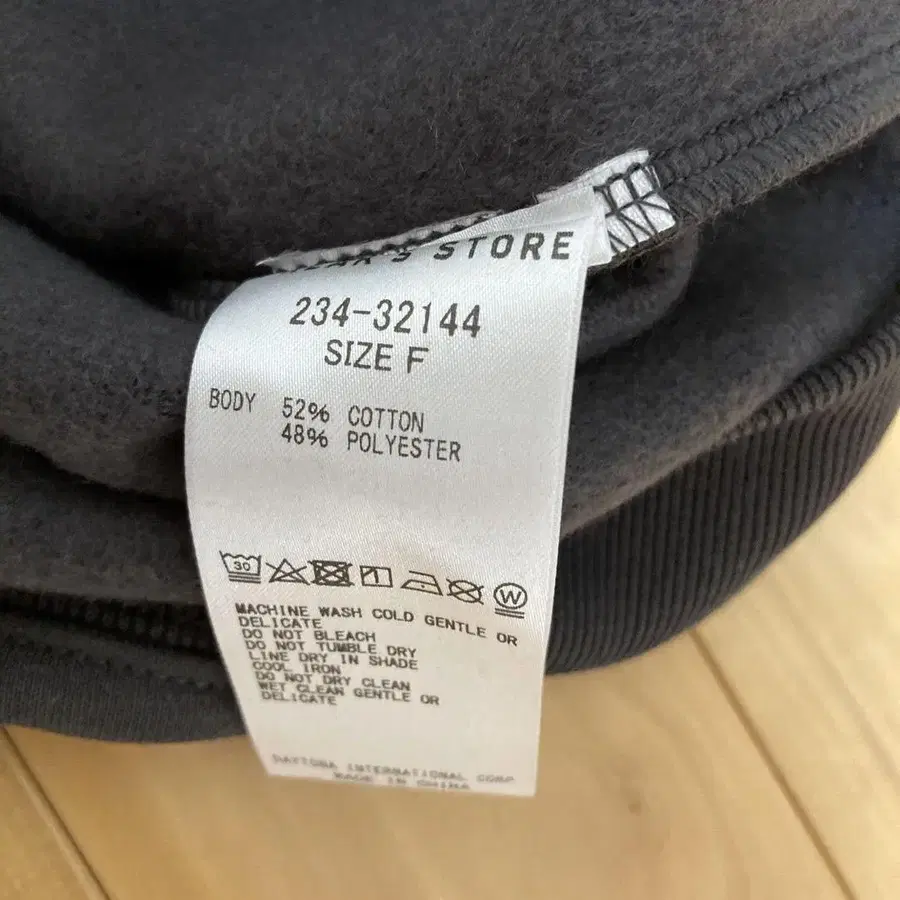 STORE
234-32144
SIZE F
BODY 52% COTTON
48% POLYESTER
30
W
MACHINE WASH COLD GENTLE OR
DELICATE
DO NOT BLEACH
DO NOT TUMBLE DRY
LINE DRY IN SHADE
COOL IRON
DO NOT DRY CLEAN
WET CLEAN GENTLE OR
DELICATE
DAYTONA INTERNATIONAL CORP
MADE IN CHINA